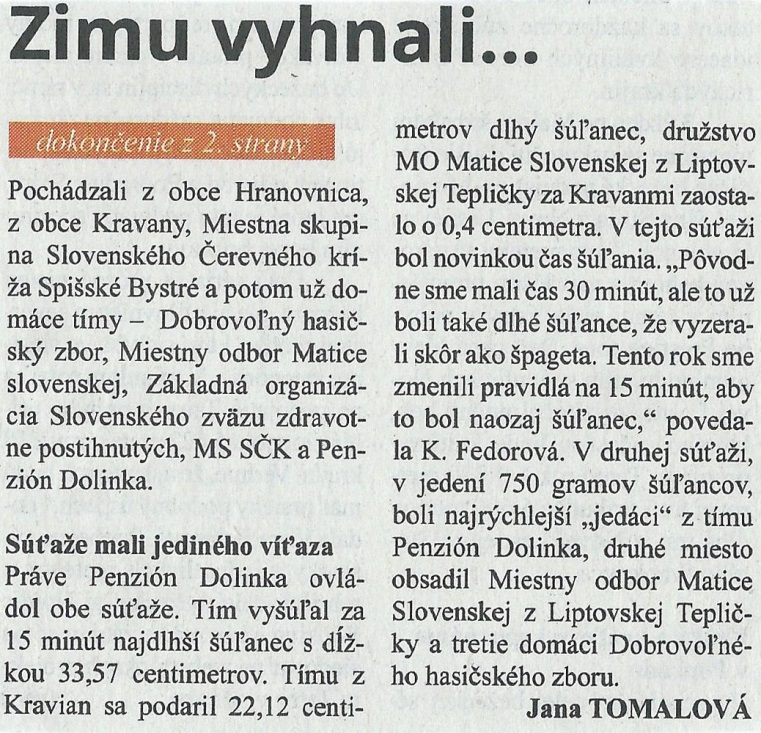 Zimu vyhnali...
dokončenie z 2. strany
Pochádzali z obce Hranovnica,
z obce Kravany, Miestna skupi-
na Slovenského Čerevného krí-
ža Spišské Bystré a potom už do-
máce tímy – Dobrovoľný hasič-
ský zbor, Miestny odbor Matice
slovenskej, Základná organizá-
cia Slovenského zväzu zdravot-
ne postihnutých, MS SČK a Pen-
zión Dolinka.
Súťaže mali jediného víťaza
Práve Penzión Dolinka ovlá-
dol obe súťaže. Tím vyšúľal za
15 minút najdlhší šúľanec s dĺž-
kou 33,57 centimetrov. Tímu z
Kravian sa podaril 22,12 centi-
metrov dlhý šúľanec, družstvo
MO Matice Slovenskej z Liptov-
skej Tepličky za Kravanmi zaosta-
lo o 0,4 centimetra. V tejto súťaži
bol novinkou čas šúľania. „Pôvod-
ne sme mali čas 30 minút, ale to už
boli také dlhé šúľance, že vyzera-
li skôr ako špageta. Tento rok sme
zmenili pravidlá na 15 minút, aby
to bol naozaj šúľanec,“ poveda-
la K. Fedorová. V druhej súťaži,
v jedení 750 gramov šúľancov,
boli najrýchlejší „jedáci“ z tímu
Penzión Dolinka, druhé miesto
obsadil Miestny odbor Matice
Slovenskej z Liptovskej Teplič-
ky a tretie domáci Dobrovoľné-
ho hasičského zboru.
Jana TOMALOVÁ